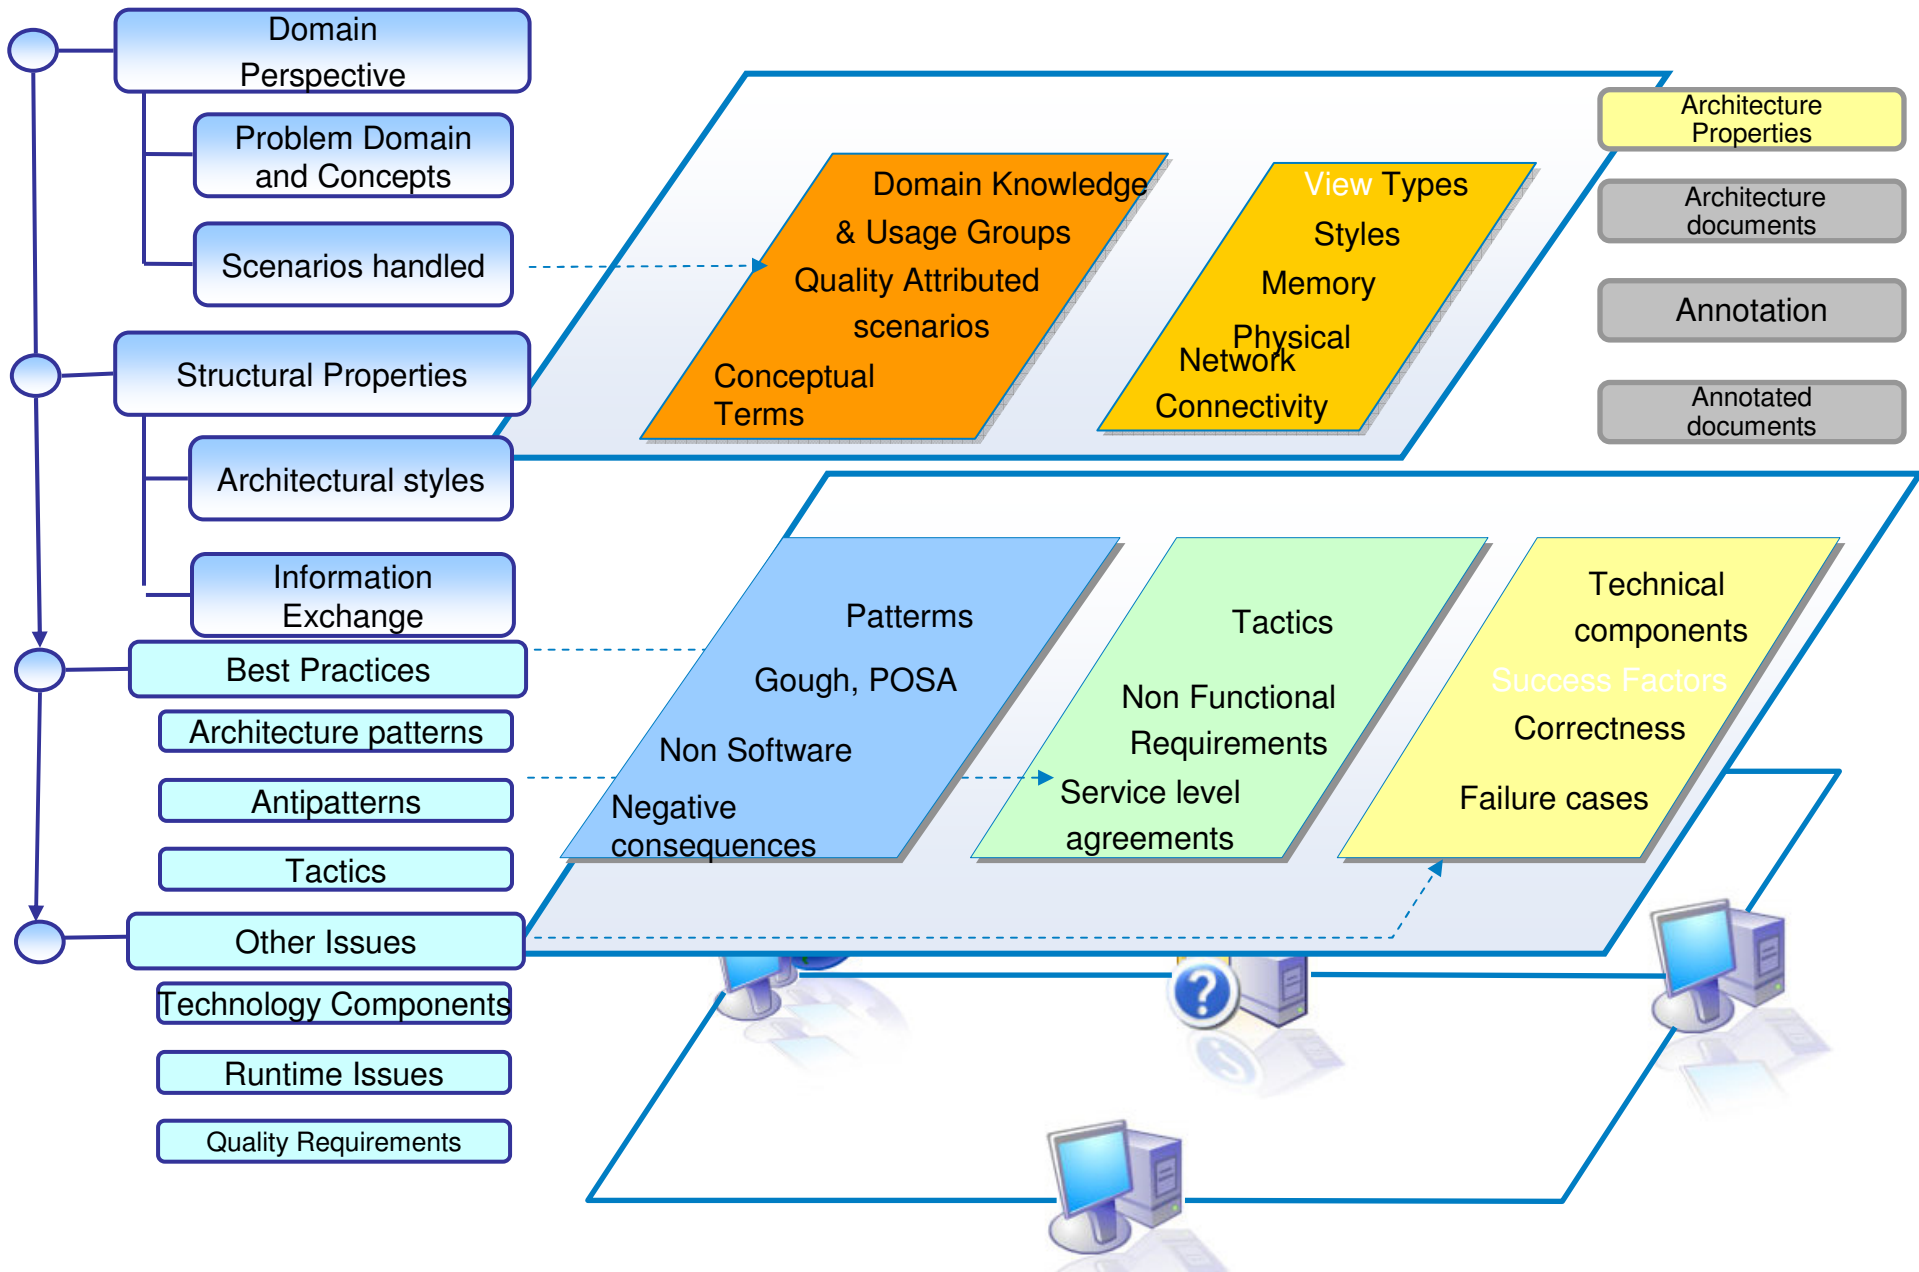 Domain
Perspective
Problem Domain
and Concepts
Scenarios handled
Structural Properties
Architectural styles
Information
Exchange
Best Practices
Architecture patterns
Antipatterns
Tactics
Other Issues
Technology Components
Runtime Issues
Quality Requirements
Domain Knowledge
& Usage Groups
Quality Attributed
scenarios
Conceptual
Terms
View Types
Styles
Memory
Physical
Network
Connectivity
Architecture
Properties
Architecture
documents
Annotation
Annotated
documents
Patterms
Gough, POSA
Non Software
Negative
consequences
Tactics
Non Functional
Requirements
Service level
agreements
Technical
components
Success Factors
Correctness
Failure cases
?